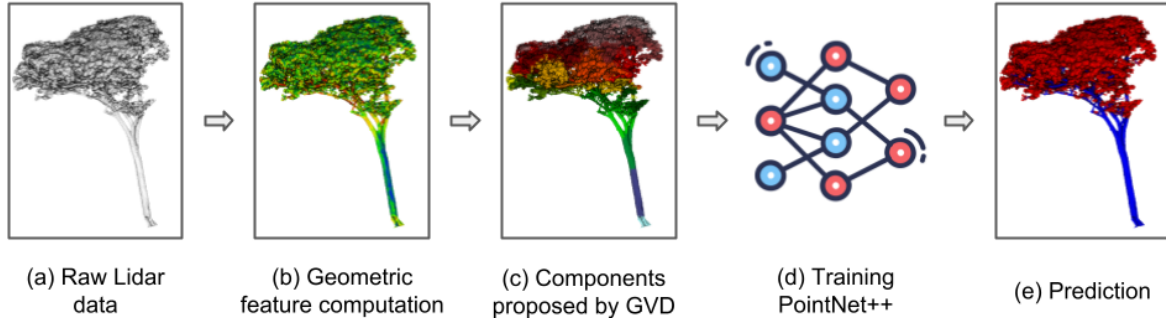 (a) Raw Lidar
data
(b) Geometric
feature computation
(c) Components
proposed by GVD
(d) Training
PointNet++
(e) Prediction